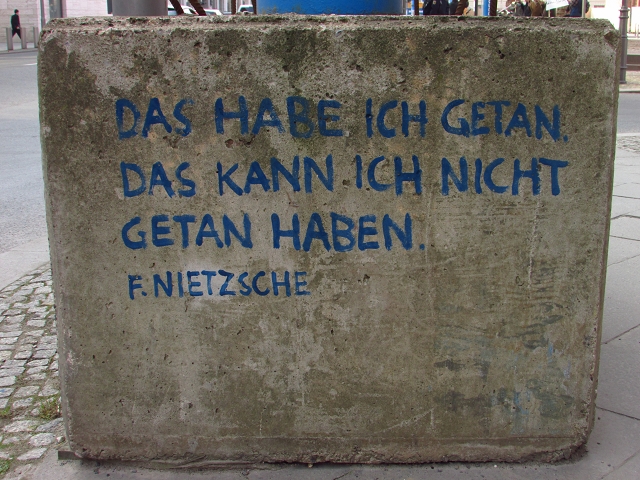 DAS HABE ICH GETAN.
DAS KANN ICH NICHT
GETAN HABEN.
F. NIETZSCHE